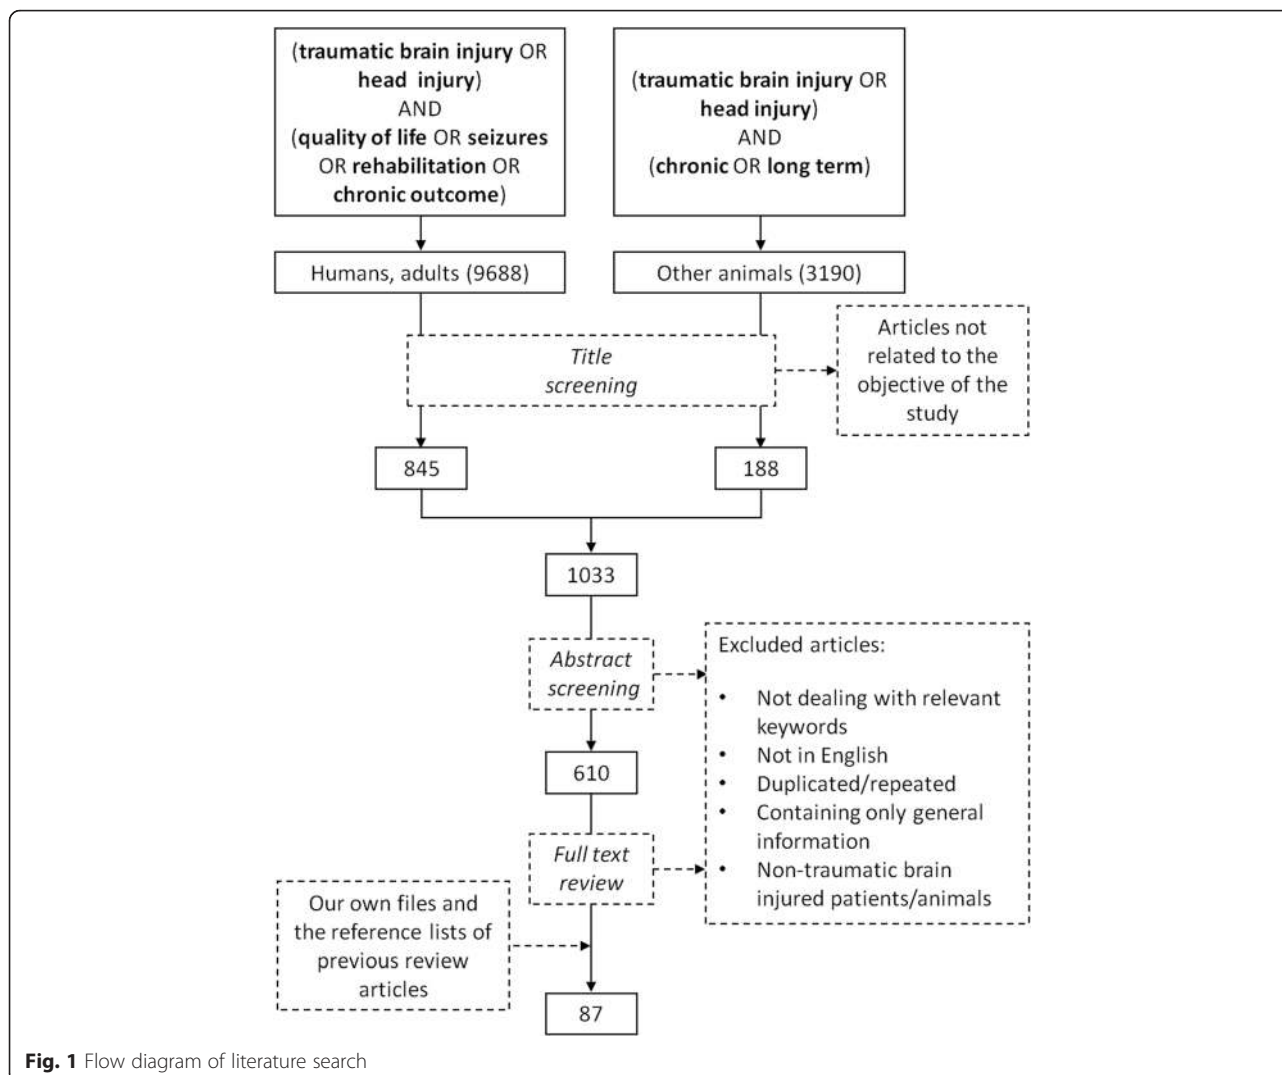 (traumatic brain injury OR
head injury)
AND
(quality of life OR seizures
OR rehabilitation OR
chronic outcome)
(traumatic brain injury OR
head injury)
AND
(chronic OR long term)
Humans, adults (9688)
Other animals (3190)
Title
screening
Articles not
related to the
objective of the
study
845
188
1033
Abstract
screening
Excluded articles:
• Not dealing with relevant
keywords
• Not in English
• Duplicated/repeated
• Containing only general
information
• Non-traumatic brain
injured patients/animals
610
Full text
review
Our own files and
the reference lists of
previous review
articles
87
Fig. 1 Flow diagram of literature search